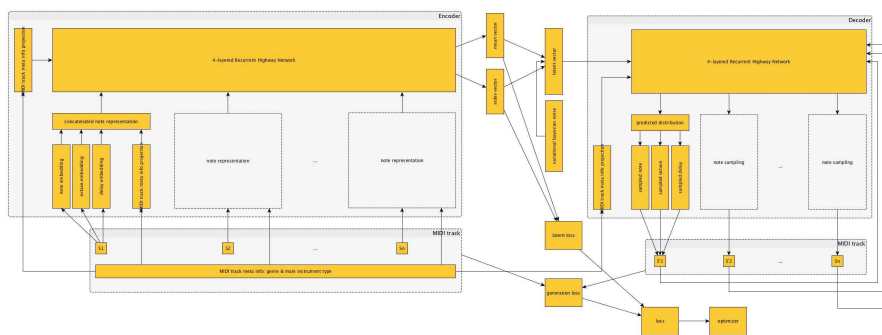 Encoder
MIDI track meta info projection
4-layered Recurrent Highway Network
concatenated note representation
note embedding
octave embedding
delay embedding
MIDI track meta info projection
note representation
...
note representation
MIDI track
S1
S2
...
Sn
MIDI track meta info: genre & main instrument type
mean vector
stdev vector
latent vector
variational bayesian noise
MIDI track meta info projection
latent loss
generation loss
loss
optimizer
Decoder
4-layered Recurrent Highway Network
predicted distribution
sampled note
sampled octave
sampled delay
note sampling
...
note sampling
MIDI track
S'1
S'2
...
Sn